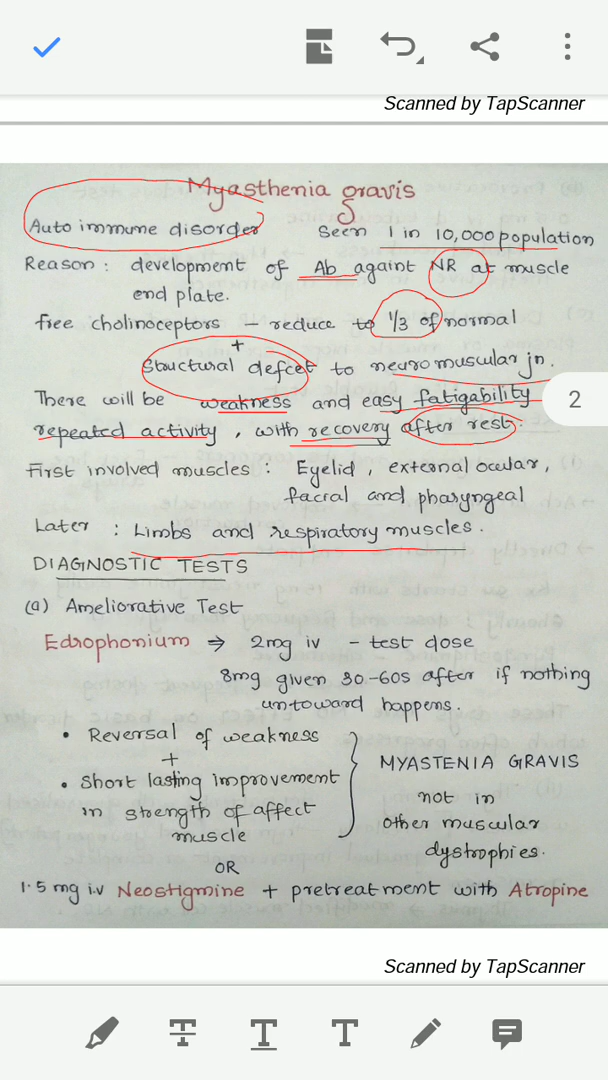 Scanned by TapScanner
Myasthenia gravis
Auto immune disorder Seen 1 in 10,000 population
Reason : development of Ab againt NR at muscle
end plate.
free cholinoceptors - reduce to 1/3 of normal
+
Structural defcet to neuromuscular jn.
There will be weakness and easy fatigability
2
repeated activity, with recovery after rest.
First involved muscles : Eyelid, external ocular,
facial and pharyngeal
Later : Limbs and respiratory muscles.
DIAGNOSTIC TESTS
(a) Ameliorative Test
Edrophonium ⇒ 2mg iv - test dose
8mg given 30-60s after if nothing
untoward happens.
• Reversal of weakness
+
• Short lasting improvement
in strength of affect
muscle
MYASTENIA GRAVIS
not in
other muscular
dystrophies.
OR
1.5 mg iv Neostigmine + pretreatment with Atropine
Scanned by TapScanner
T T T